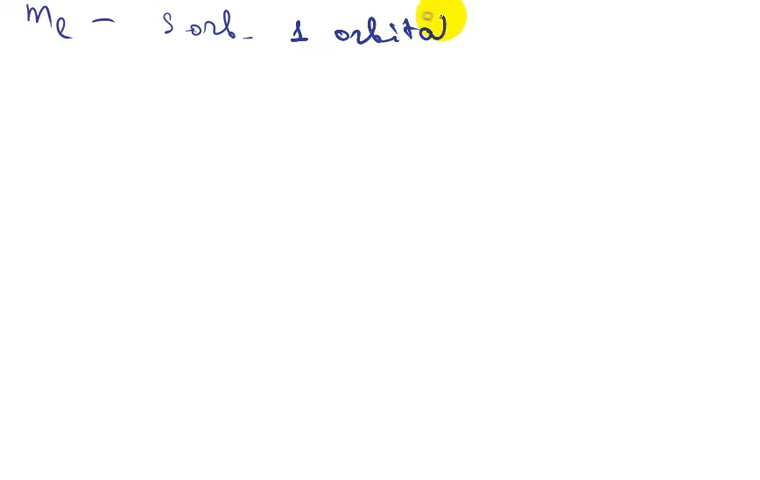 mℓ - s orb. 1 orbital